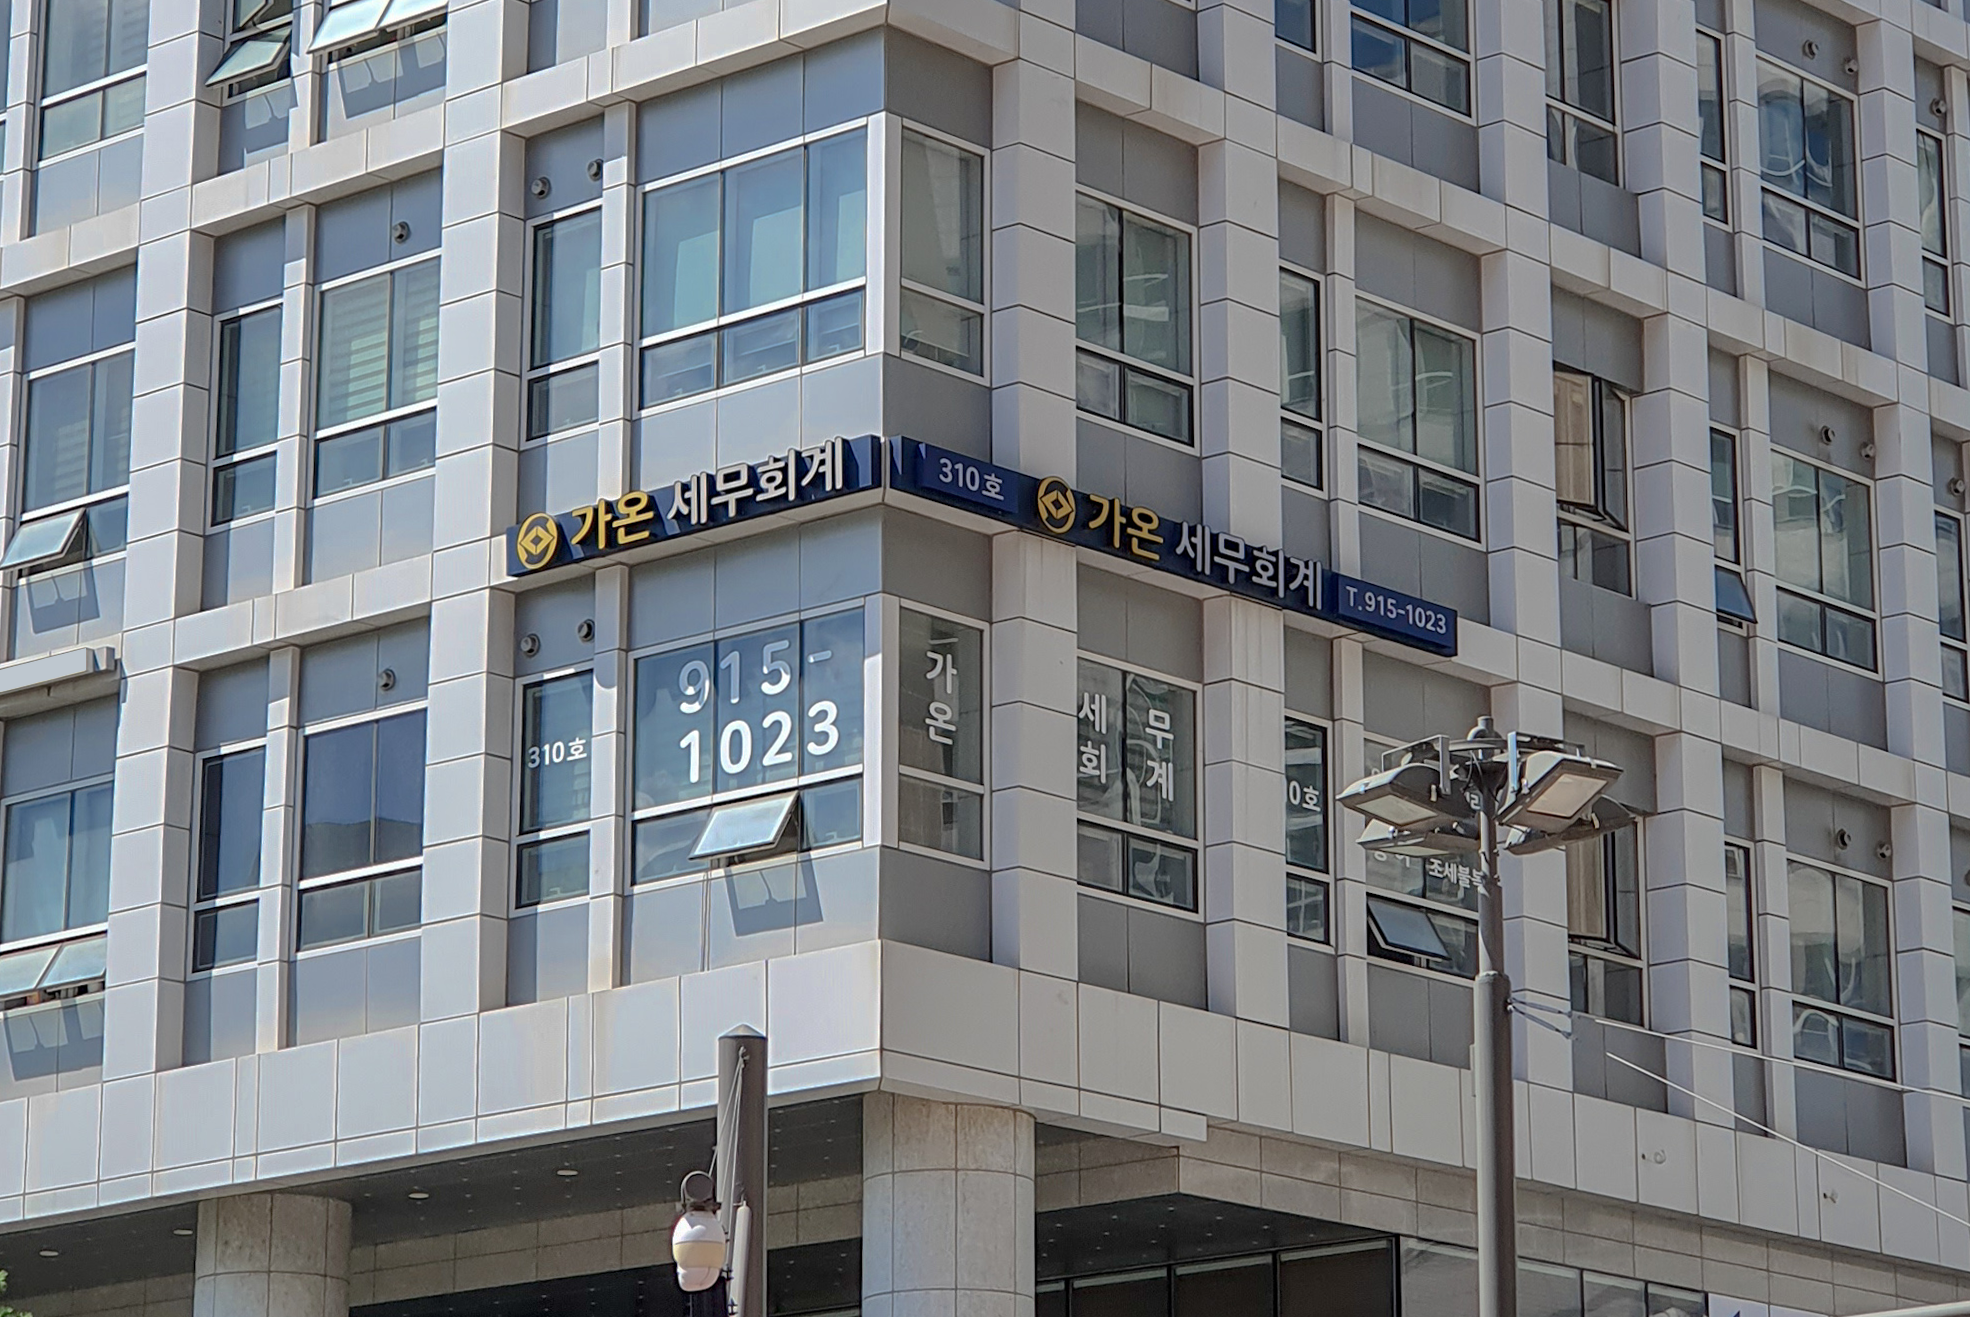 가온 세무회계
310호 가온 세무회계 T.915-1023
310호
915-
1023
가온
세무
회계
0호
조세불복